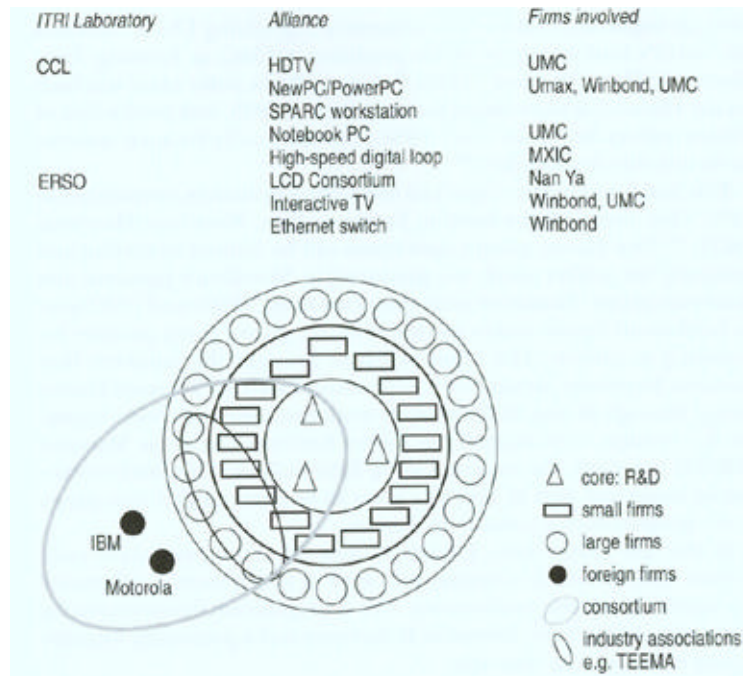 ITRI Laboratory Alliance Firms involved
CCL HDTV UMC
NewPC/PowerPC Umax, Winbond, UMC
SPARC workstation
Notebook PC UMC
High-speed digital loop MXIC
ERSO LCD Consortium Nan Ya
Interactive TV Winbond, UMC
Ethernet switch Winbond
IBM
Motorola
core: R&D
small firms
large firms
foreign firms
consortium
industry associations
e.g. TEEMA